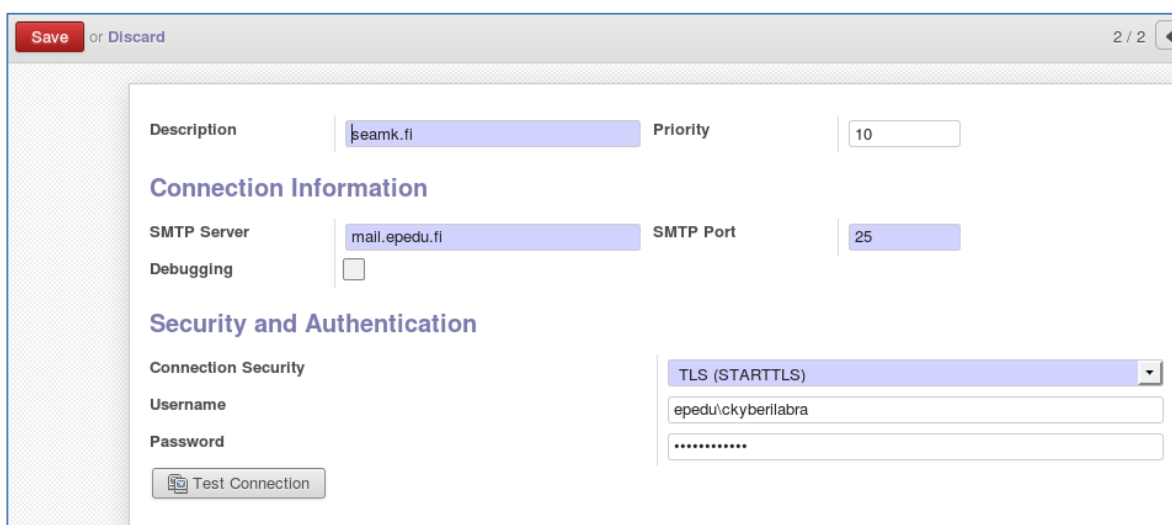 Save or Discard 2 / 2
Description seamk.fi Priority 10
Connection Information
SMTP Server mail.epedu.fi SMTP Port 25
Debugging
Security and Authentication
Connection Security TLS (STARTTLS)
Username epedu\ckyberilabra
Password ••••••••••••
Test Connection